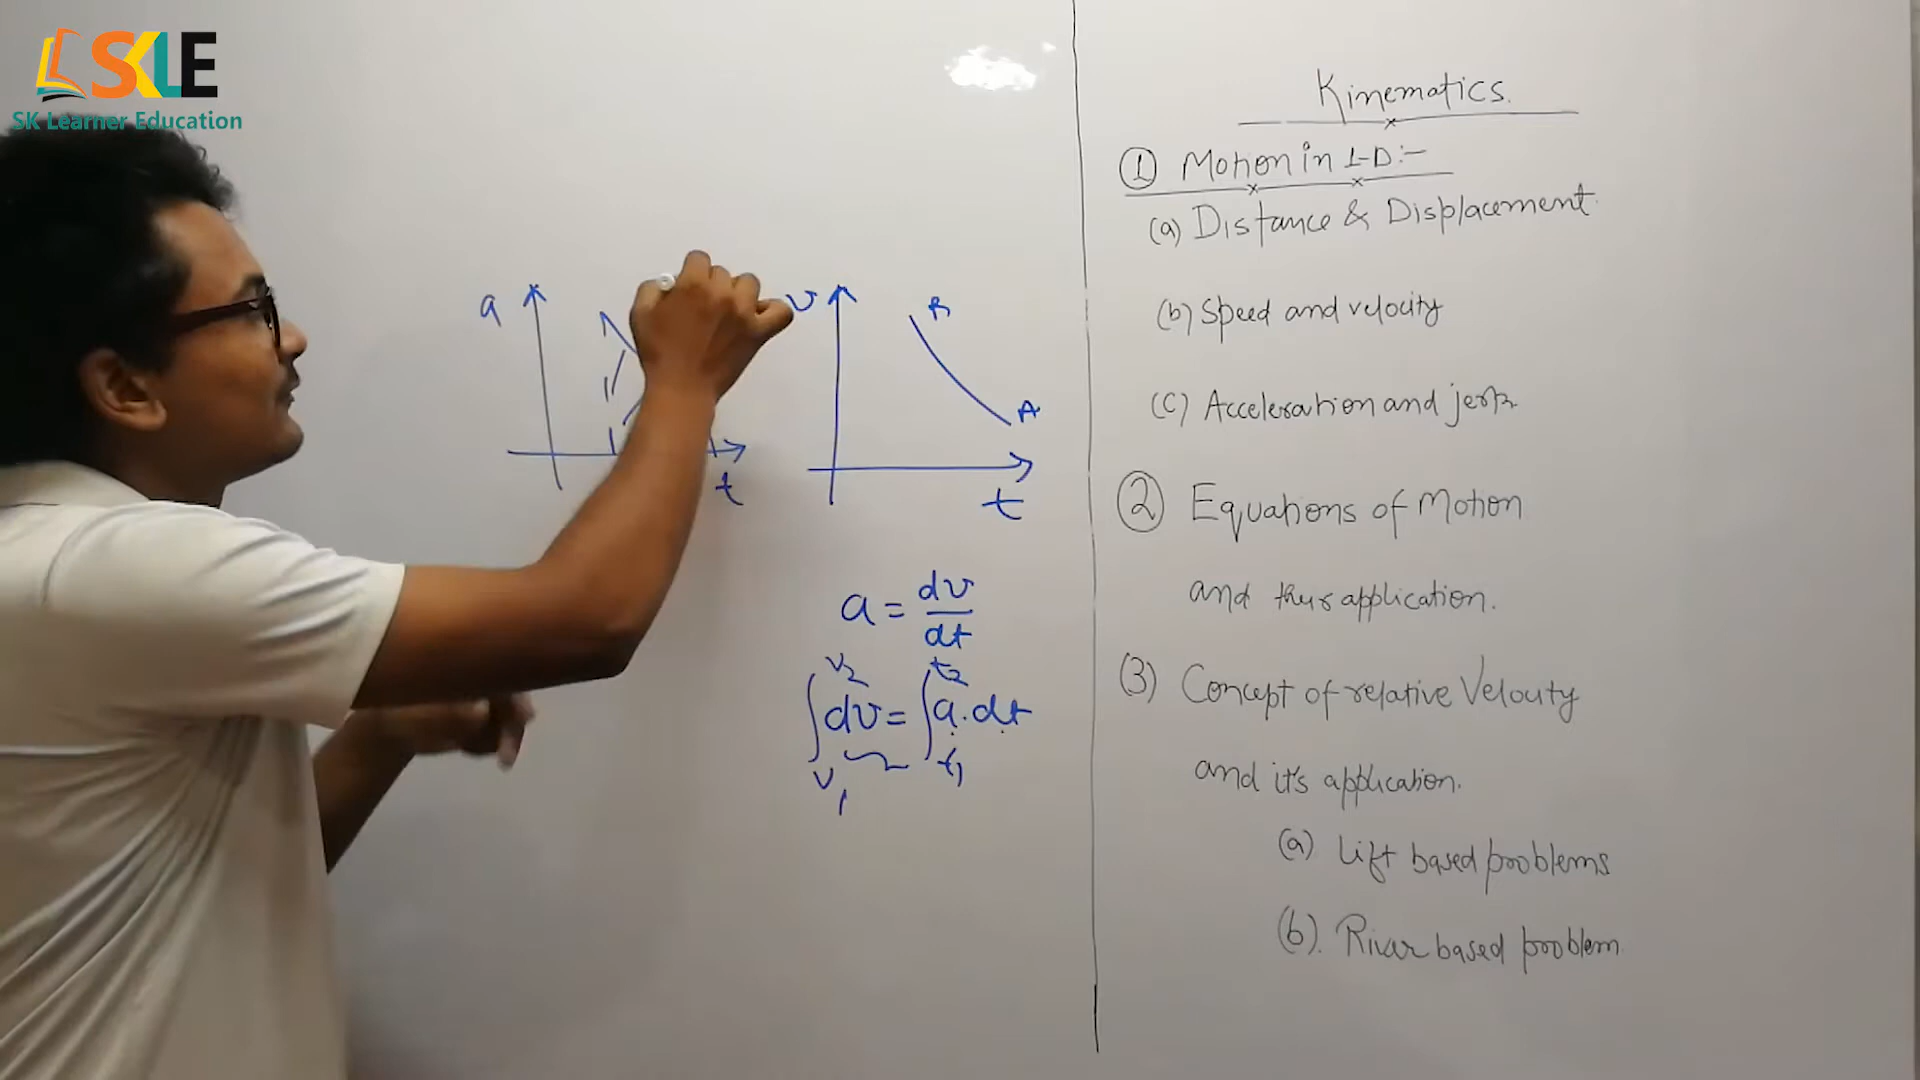 SKLE
SK Learner Education
Kinematics.
① Motion in 1-D:-
(a) Distance & Displacement
(b) Speed and velocity
(c) Acceleration and jerk
② Equations of Motion
and their application.
(3) Concept of relative Velocity
and it's application.
(a) Lift based problems
(b). River based problem
a
t
v
B
A
t
a = dv/dt
∫ v₁ v₂ dv = ∫ t₁ t₂ a. dt